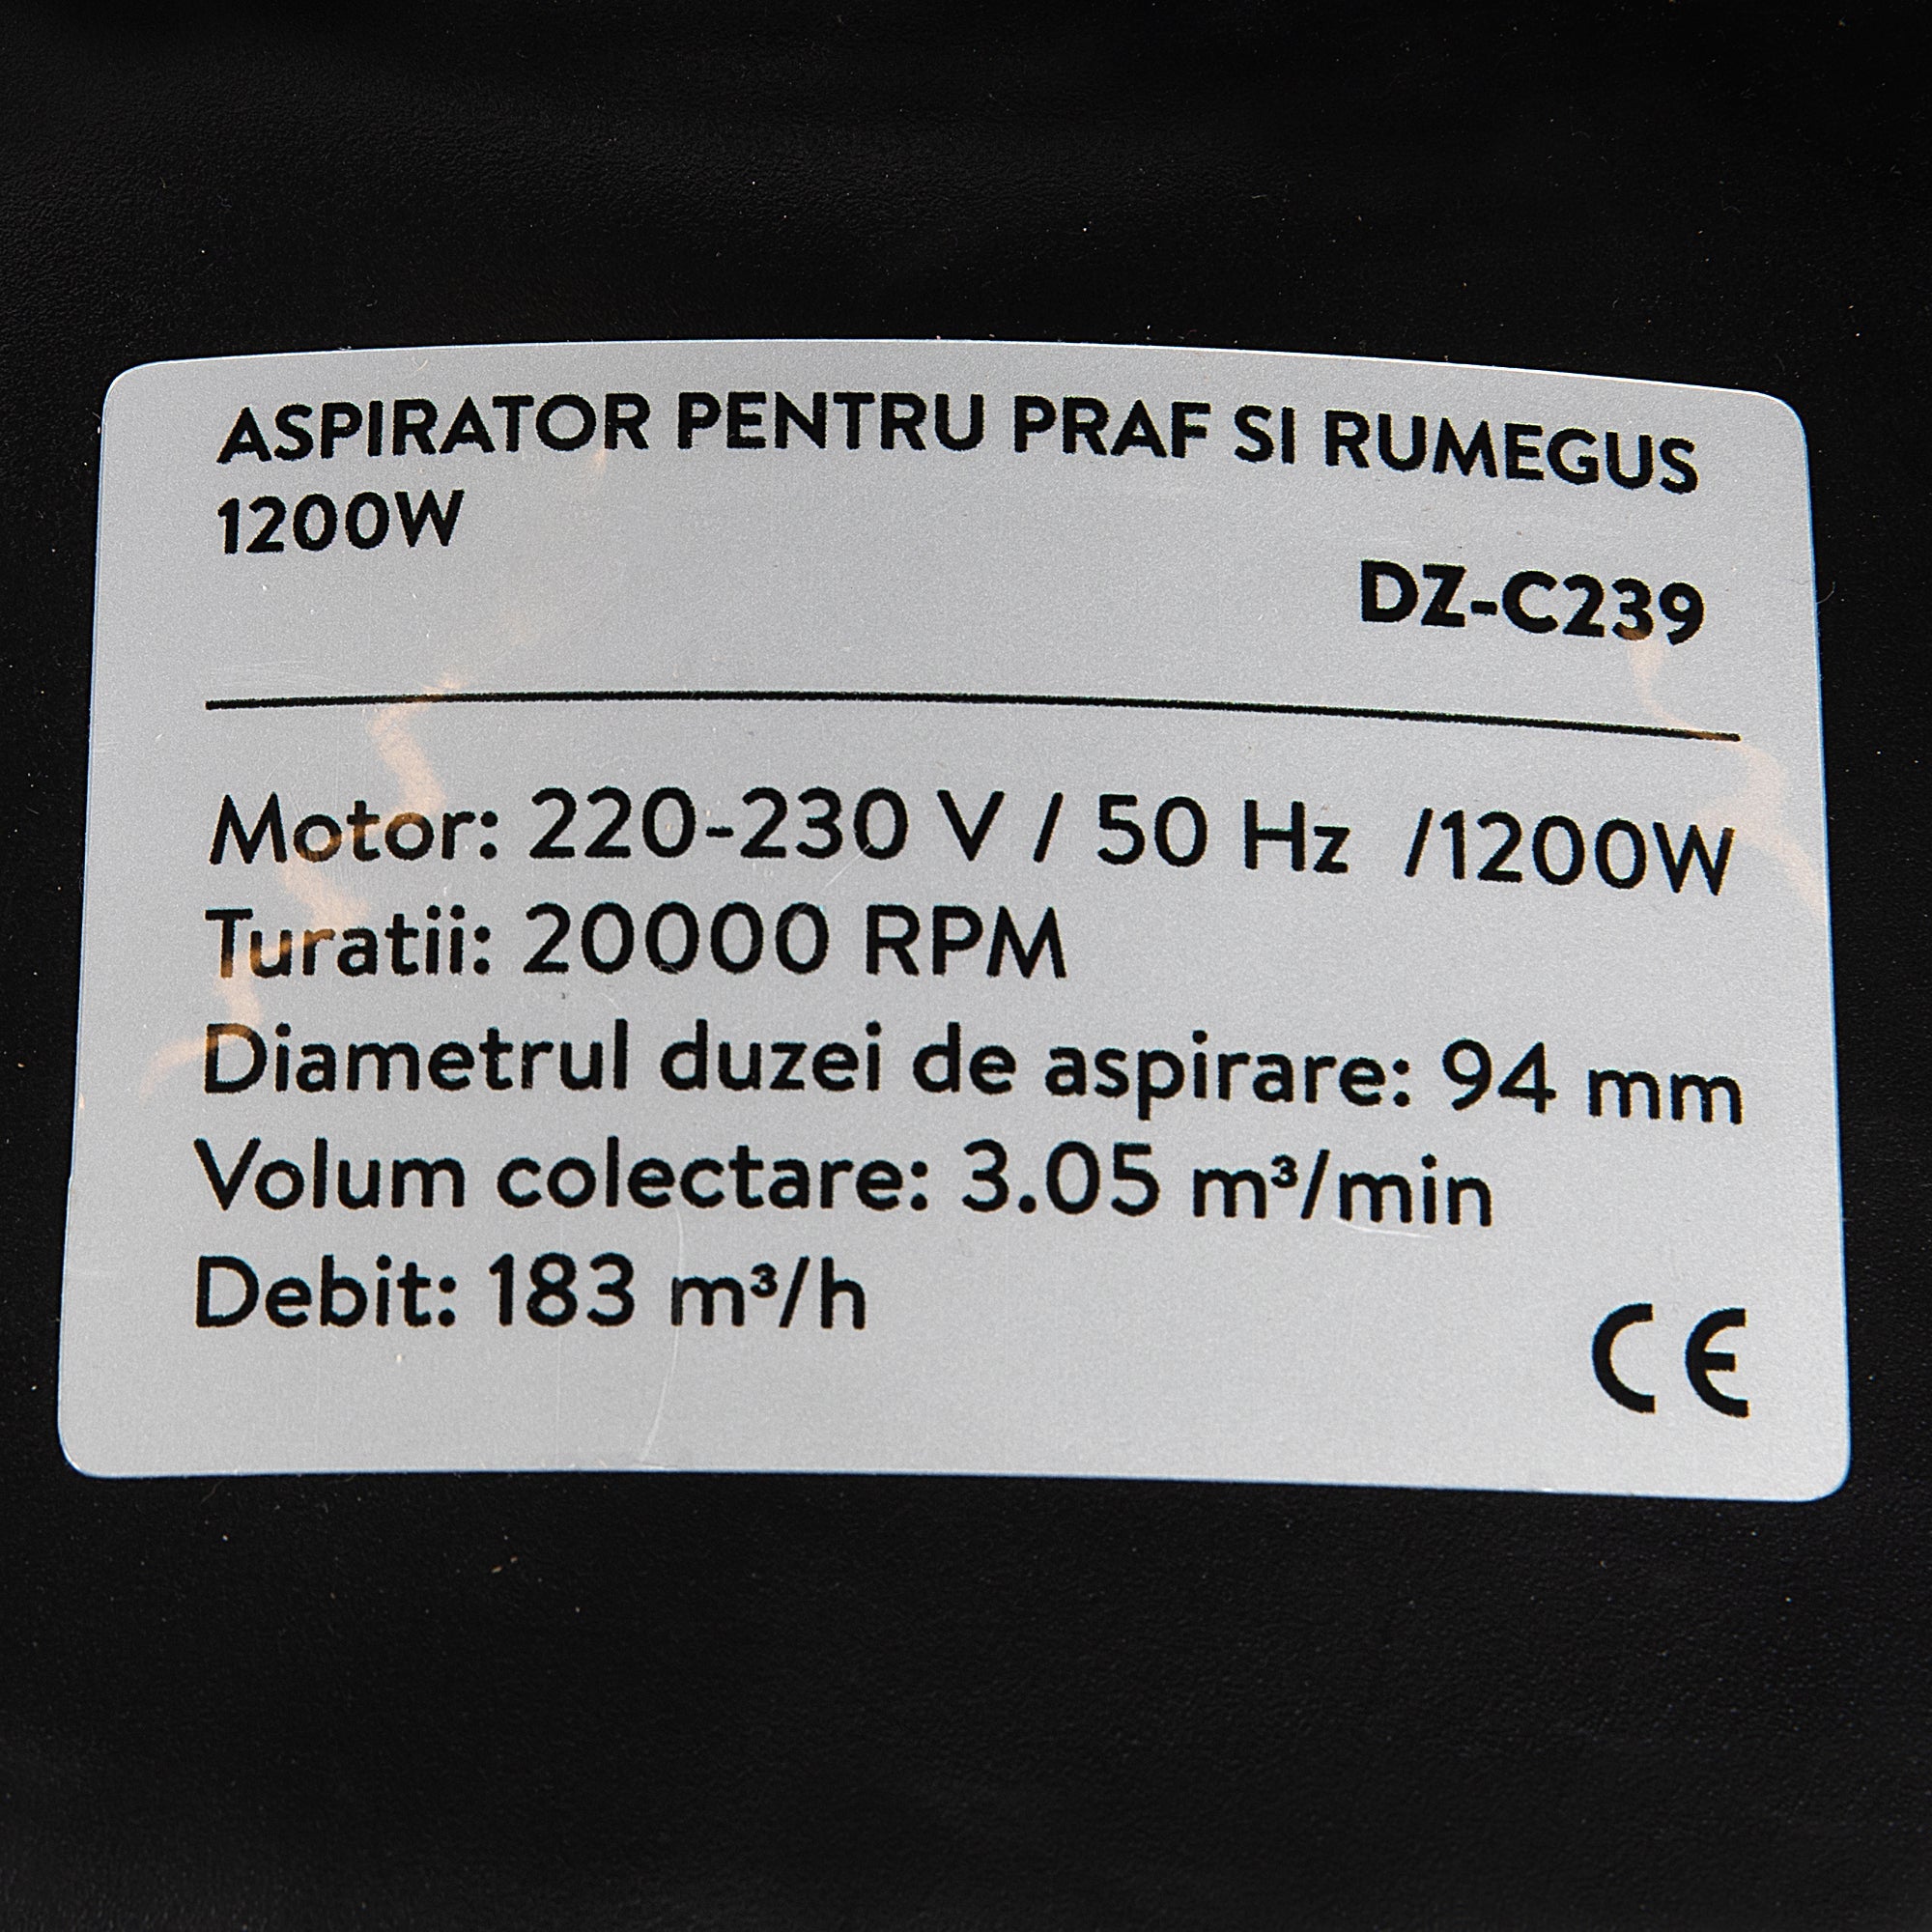 ASPIRATOR PENTRU PRAF SI RUMEGUS
1200W
DZ-C239
Motor: 220-230 V / 50 Hz /1200W
Turatii: 20000 RPM
Diametrul duzei de aspirare: 94 mm
Volum colectare: 3.05 m³/min
Debit: 183 m³/h
CE